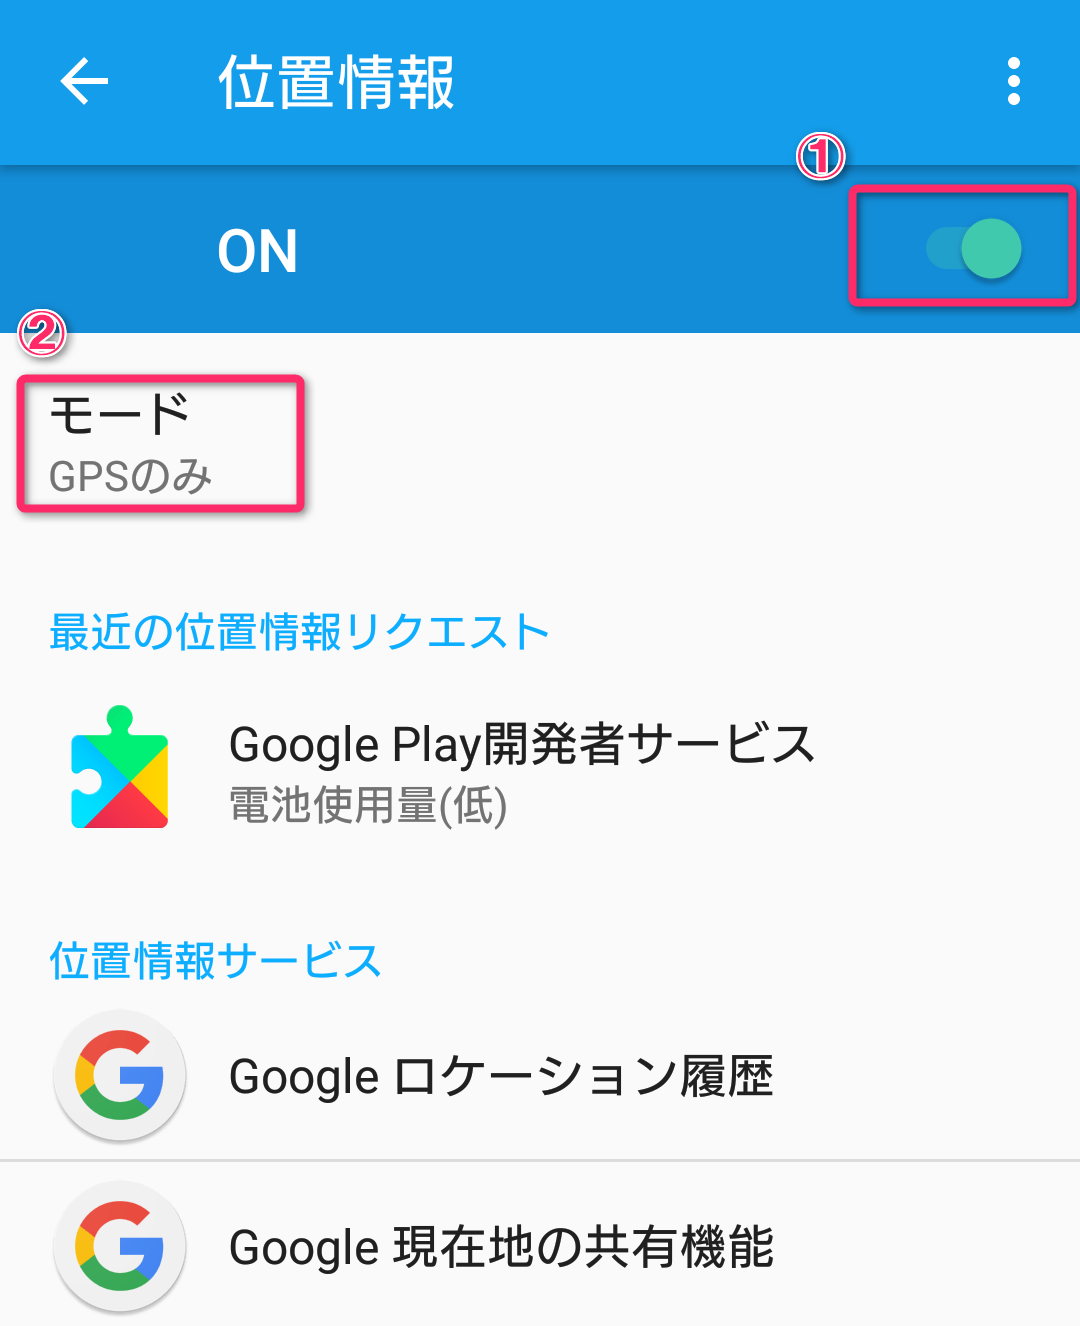 位置情報
①
ON
②
モード
GPSのみ
最近の位置情報リクエスト
Google Play開発者サービス
電池使用量(低)
位置情報サービス
Google ロケーション履歴
Google 現在地の共有機能